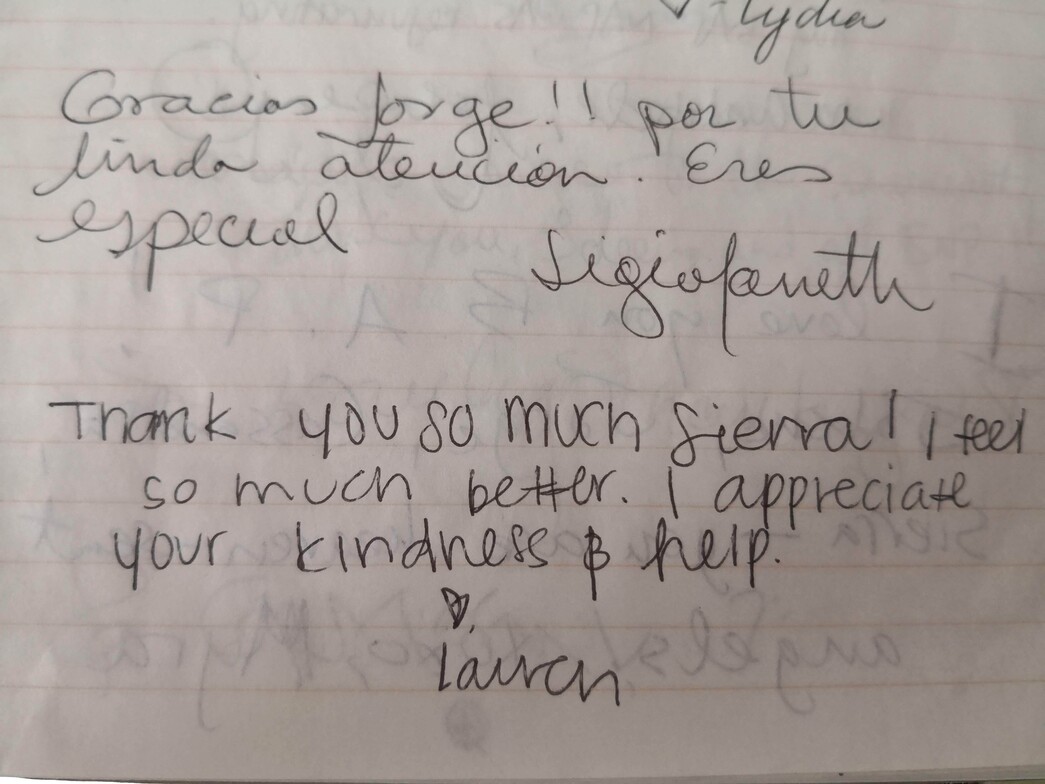 - Lydia
Gracias Jorge!! por tu
linda atención. Eres
especial
Thank you so much Sierra! I feel
so much better. I appreciate
your kindness & help.
♡,
Lauren